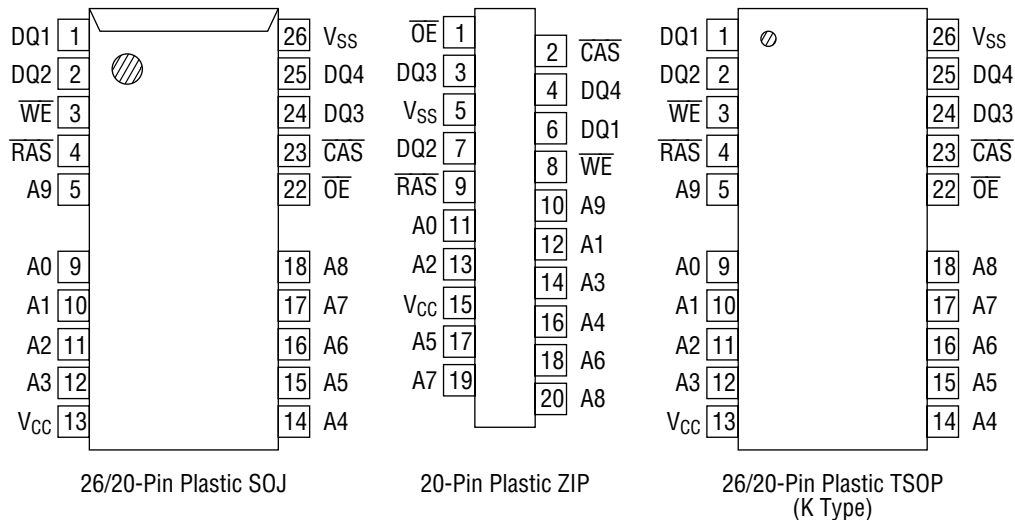 DQ1 1
DQ2 2
WE 3
RAS 4
A9 5
A0 9
A1 10
A2 11
A3 12
VCC 13
26 VSS
25 DQ4
24 DQ3
23 CAS
22 OE
18 A8
17 A7
16 A6
15 A5
14 A4
26/20-Pin Plastic SOJ
OE 1
DQ3 3
VSS 5
DQ2 7
RAS 9
A0 11
A2 13
VCC 15
A5 17
A7 19
2 CAS
4 DQ4
6 DQ1
8 WE
10 A9
12 A1
14 A3
16 A4
18 A6
20 A8
20-Pin Plastic ZIP
DQ1 1
DQ2 2
WE 3
RAS 4
A9 5
A0 9
A1 10
A2 11
A3 12
VCC 13
26 VSS
25 DQ4
24 DQ3
23 CAS
22 OE
18 A8
17 A7
16 A6
15 A5
14 A4
26/20-Pin Plastic TSOP
(K Type)